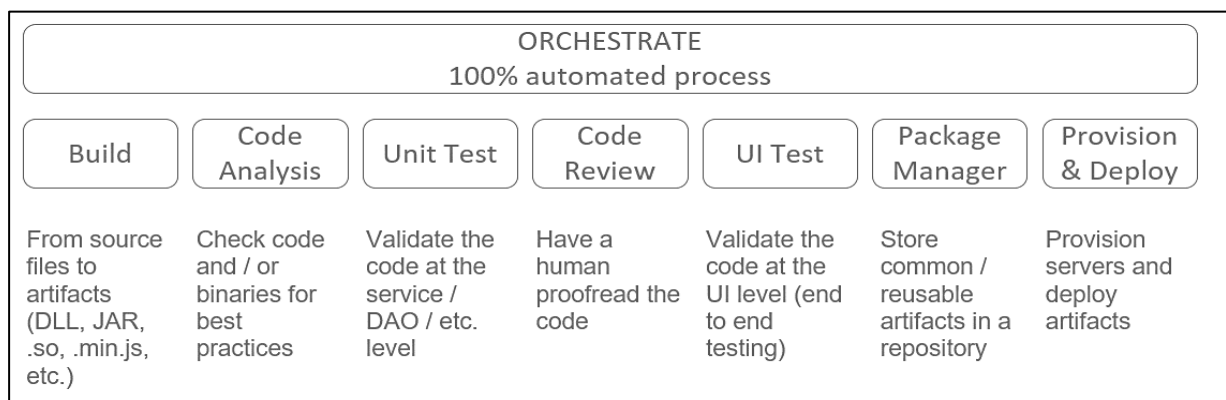 ORCHESTRATE
100% automated process
Build
Code
Analysis
Unit Test
Code
Review
UI Test
Package
Manager
Provision
& Deploy
From source
files to
artifacts
(DLL, JAR,
.so, .min.js,
etc.)
Check code
and / or
binaries for
best
practices
Validate the
code at the
service /
DAO / etc.
level
Have a
human
proofread the
code
Validate the
code at the
UI level (end
to end
testing)
Store
common /
reusable
artifacts in a
repository
Provision
servers and
deploy
artifacts